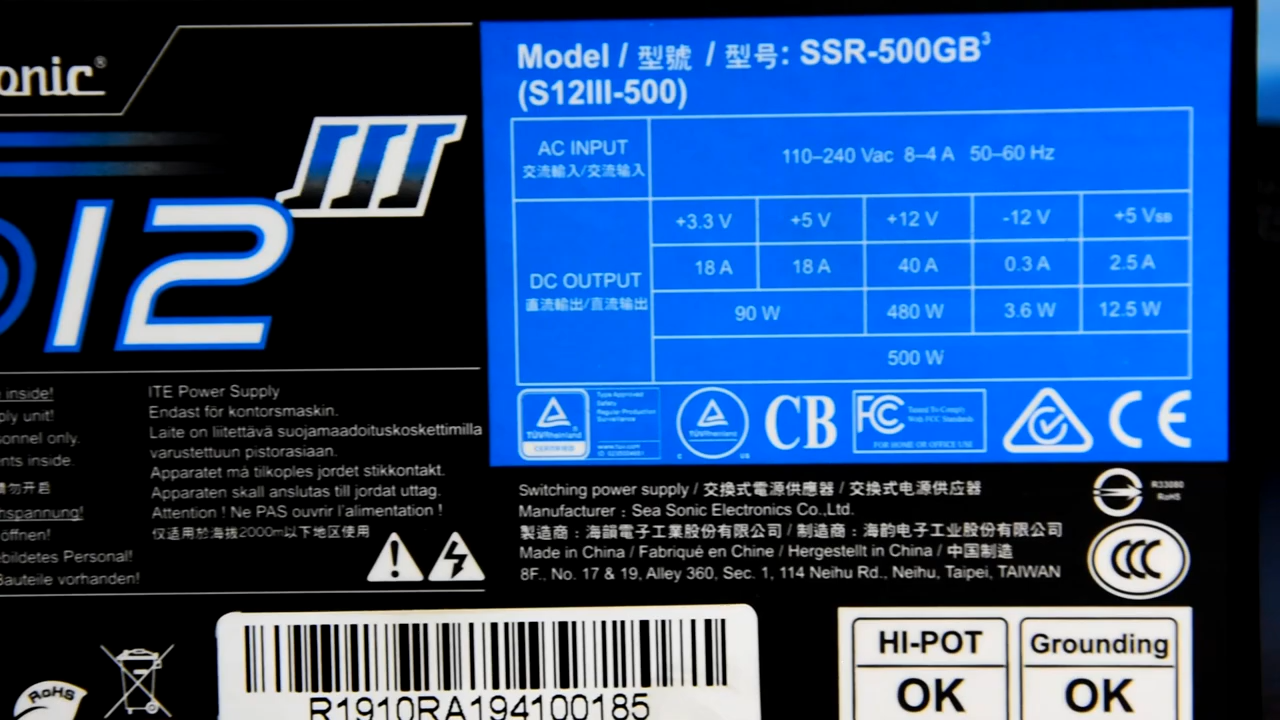 onic®
III
12
Model / 型號 / 型号: SSR-500GB³
(S12III-500)
AC INPUT
交流輸入/交流输入
110–240 Vac 8–4 A 50–60 Hz
DC OUTPUT
直流輸出/直流输出
+3.3 V +5 V +12 V -12 V +5 VSB
18 A 18 A 40 A 0.3 A 2.5 A
90 W 480 W 3.6 W 12.5 W
500 W
TÜVRheinland
CERTIFIED
Type Approved
Safety
Regular Production
Surveillance
www.tuv.com
TÜVRheinland
C US
CB
FC
Tested To Comply
With FCC Standards
FOR HOME OR OFFICE USE
CE
inside!
ply unit!
sonnel only.
nts inside.
请勿开启
nspannung!
öffnen!
ebildetes Personal!
Bauteile vorhanden!
ITE Power Supply
Endast för kontorsmaskin.
Laite on liitettävä suojamaadoituskoskettimilla
varustettuun pistorasiaan.
Apparatet må tilkoples jordet stikkontakt.
Apparaten skall anslutas till jordat uttag.
Attention ! Ne PAS ouvrir l'alimentation !
仅适用於海拔2000m以下地区使用
Switching power supply / 交換式電源供應器 / 交換式电源供应器
Manufacturer : Sea Sonic Electronics Co.,Ltd.
製造商：海韻電子工業股份有限公司 / 制造商：海韵电子工业股份有限公司
Made in China / Fabriqué en Chine / Hergestellt in China / 中国制造
8F., No. 17 & 19, Alley 360, Sec. 1, 114 Neihu Rd., Neihu, Taipei, TAIWAN
R33080
RoHS
CCC
RoHS
R1910RA194100185
HI-POT
OK
Grounding
OK